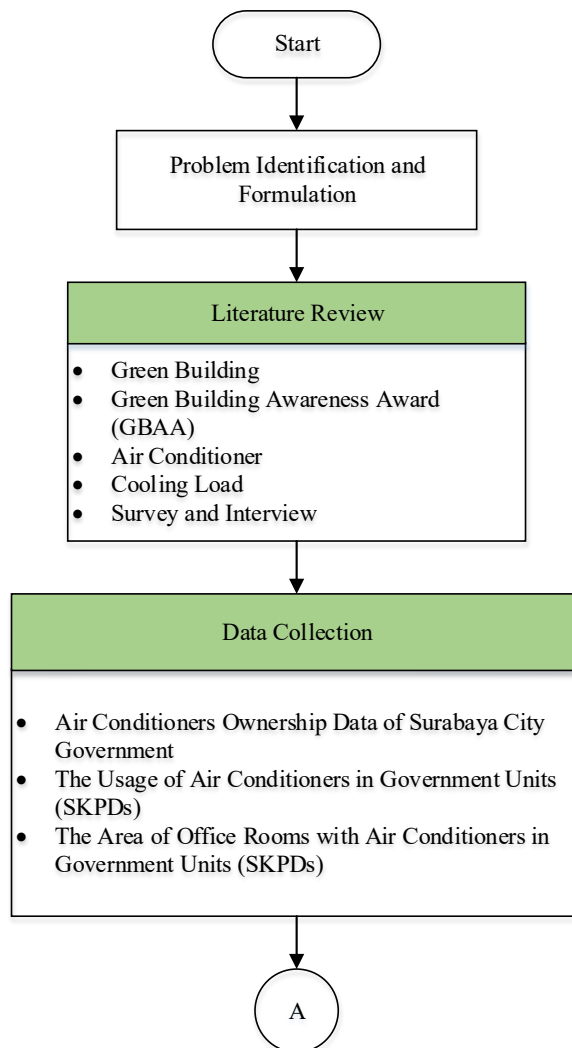 Start
Problem Identification and
Formulation
Literature Review
• Green Building
• Green Building Awareness Award
(GBAA)
• Air Conditioner
• Cooling Load
• Survey and Interview
Data Collection
• Air Conditioners Ownership Data of Surabaya City
Government
• The Usage of Air Conditioners in Government Units
(SKPDs)
• The Area of Office Rooms with Air Conditioners in
Government Units (SKPDs)
A